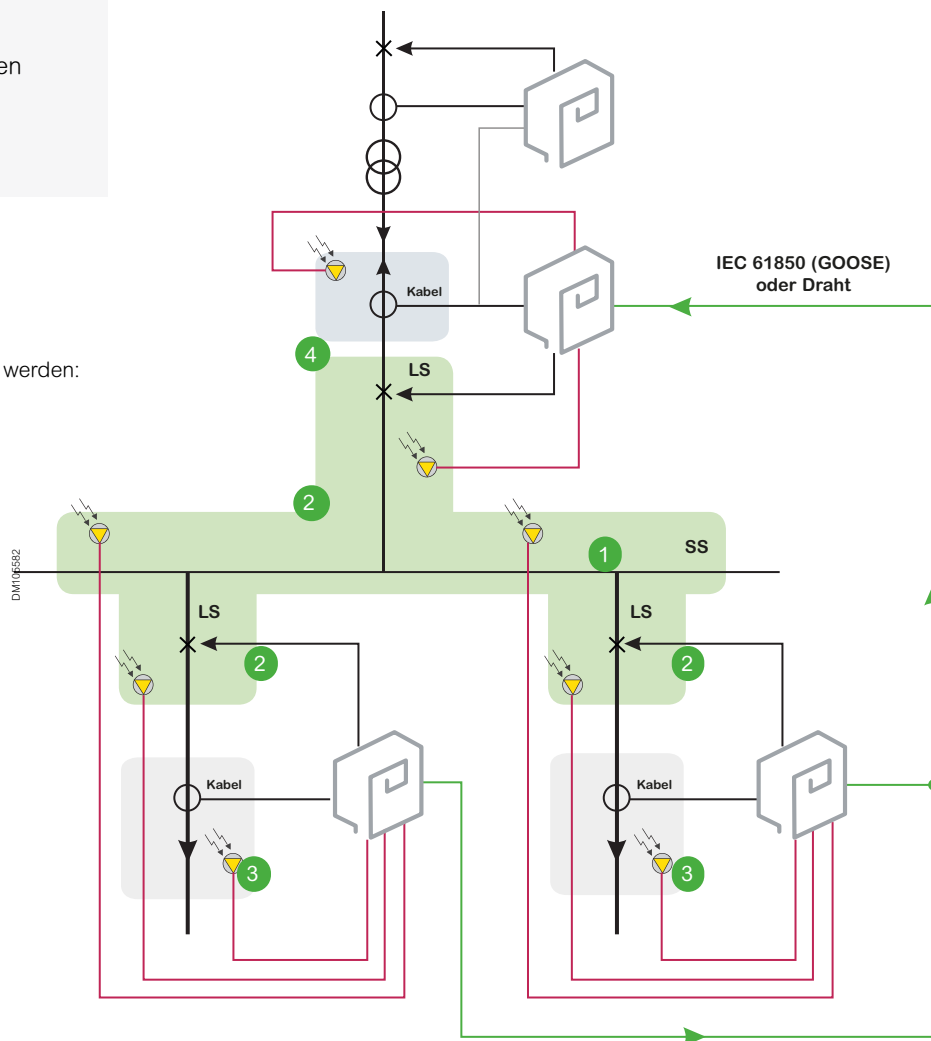 en
IEC 61850 (GOOSE)
oder Draht
Kabel
4
LS
werden:
2
SS
1
DM105582
LS
LS
2
2
Kabel
Kabel
3
3